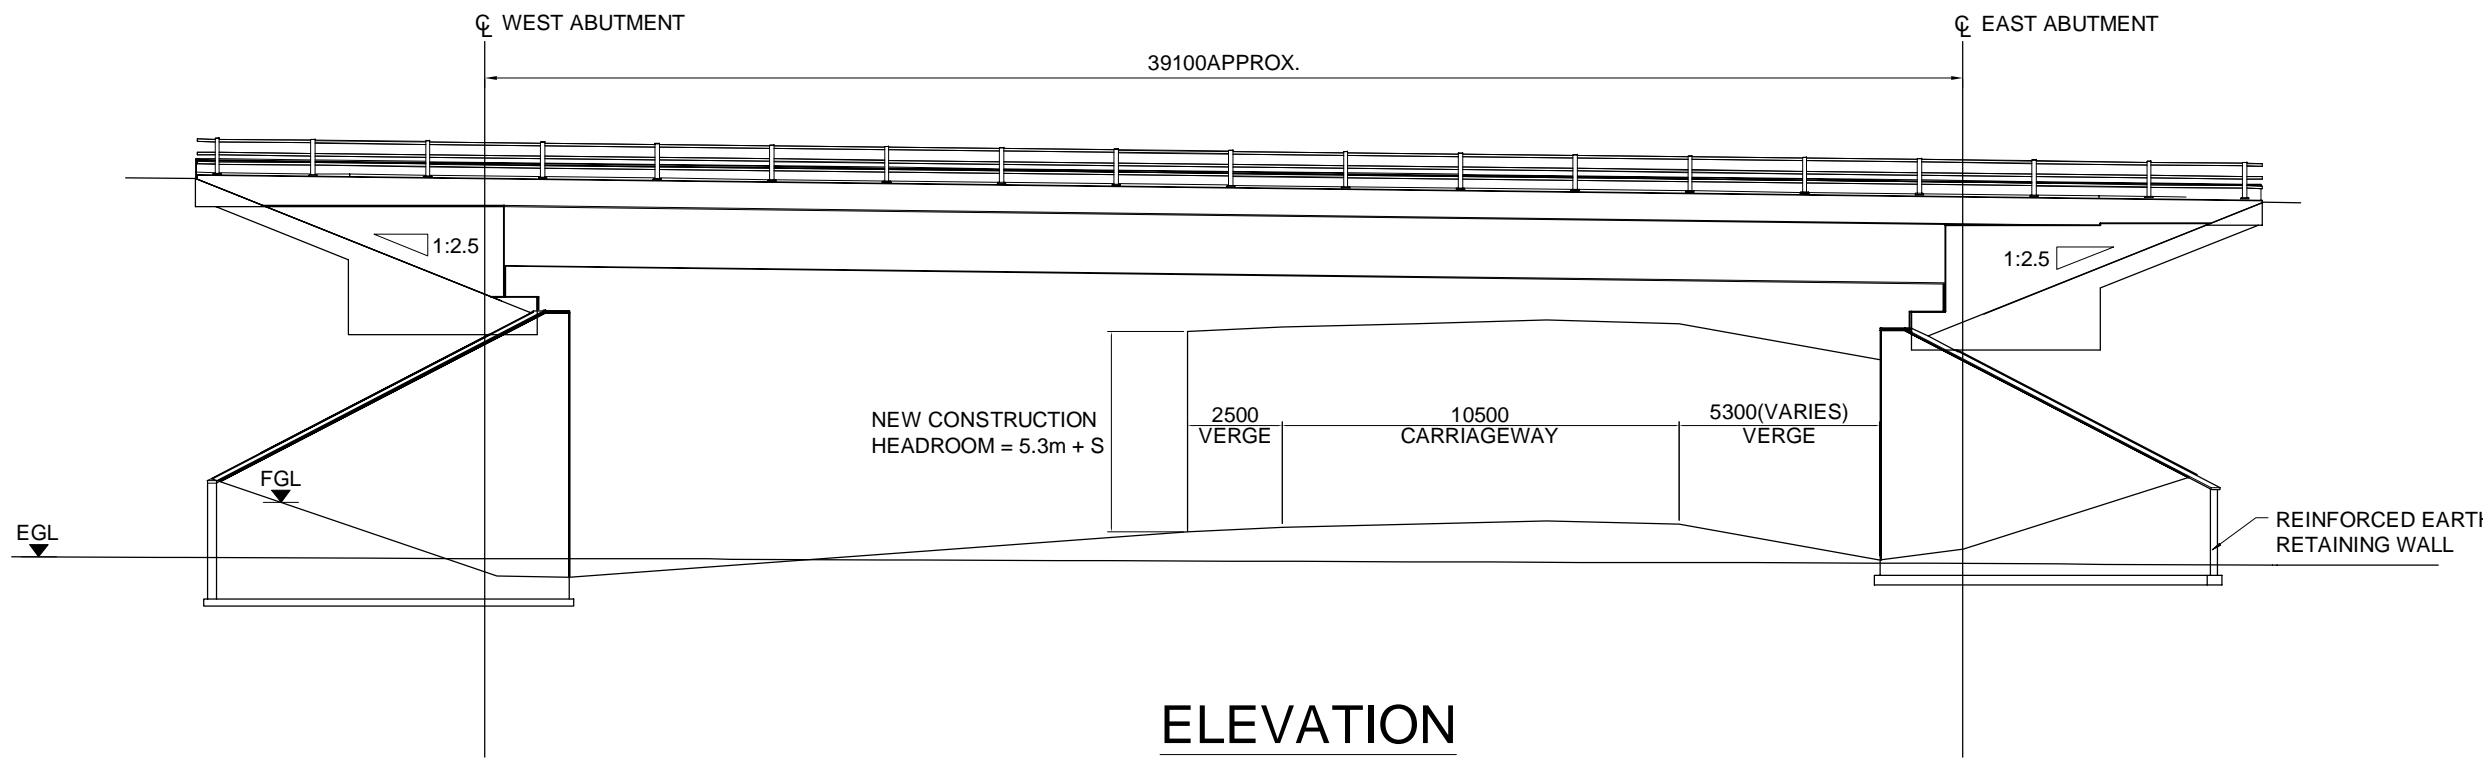 ℄ WEST ABUTMENT
℄ EAST ABUTMENT
39100APPROX.
1:2.5
1:2.5
NEW CONSTRUCTION
HEADROOM = 5.3m + S
2500
VERGE
10500
CARRIAGEWAY
5300(VARIES)
VERGE
FGL
EGL
REINFORCED EARTH
RETAINING WALL
ELEVATION